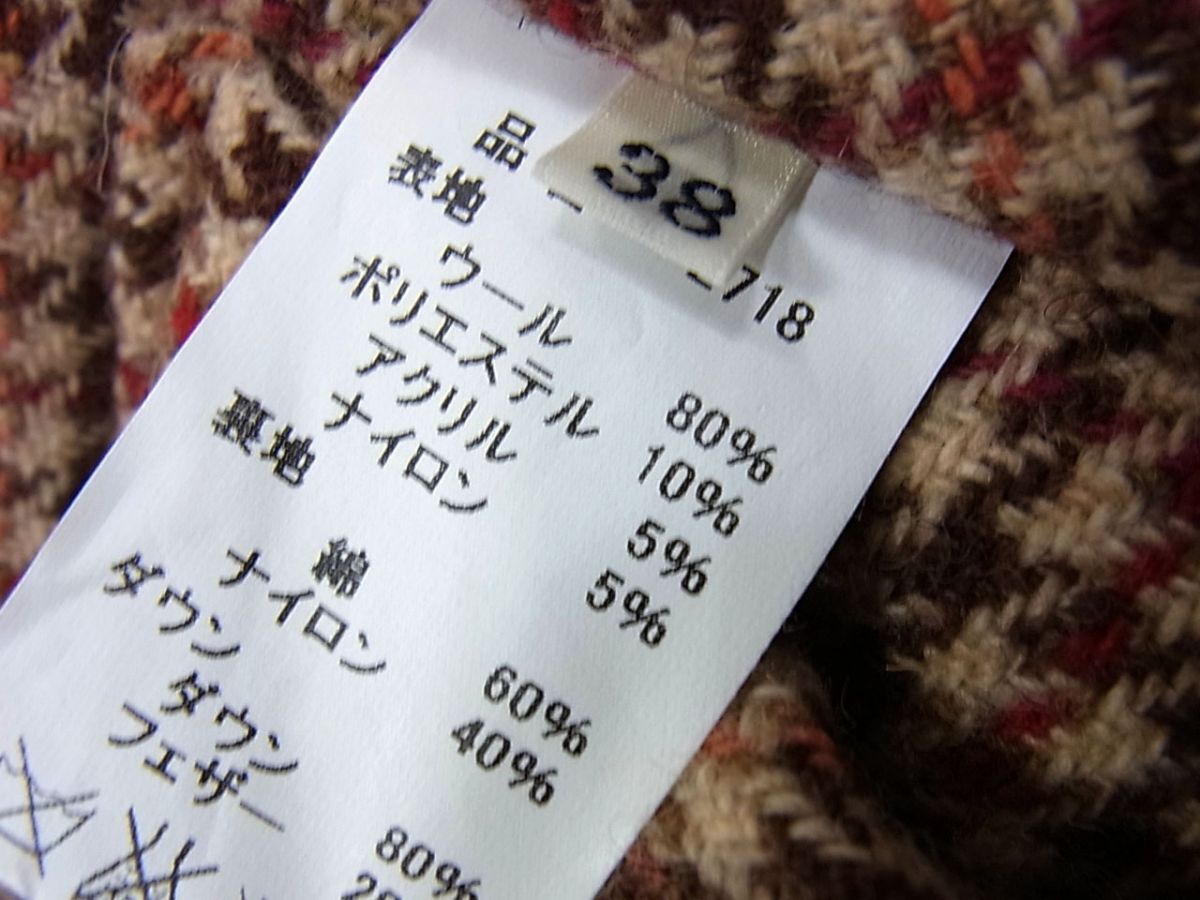 38
品 - -718
表地
ウール 80%
ポリエステル 10%
アクリル 5%
ナイロン 5%
裏地
綿 60%
ナイロン 40%
ダウン
ダウン 80%
フェザー